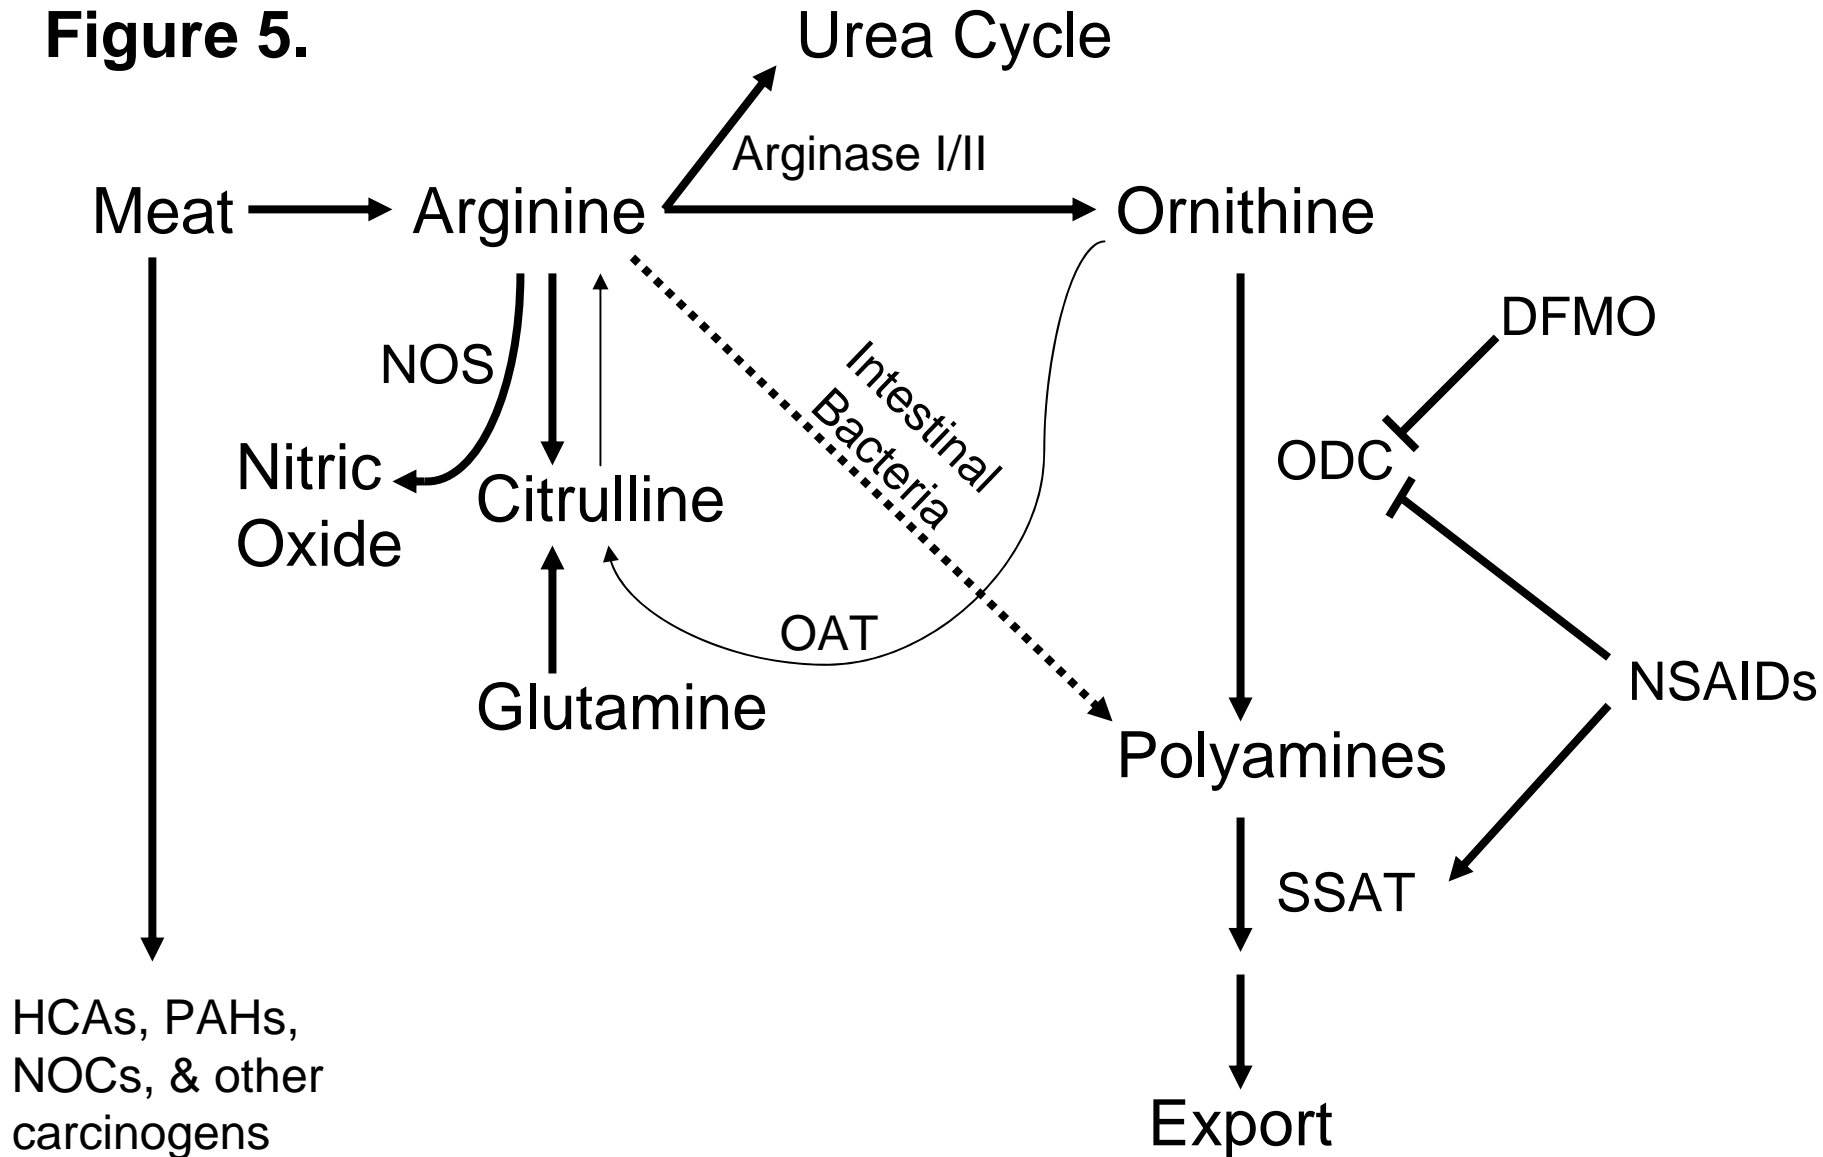 Figure 5.
Urea Cycle
Arginase I/II
Meat
Arginine
Ornithine
DFMO
NOS
Intestinal
Bacteria
ODC
Nitric
Oxide
Citrulline
OAT
NSAIDs
Glutamine
Polyamines
SSAT
HCAs, PAHs,
NOCs, & other
carcinogens
Export